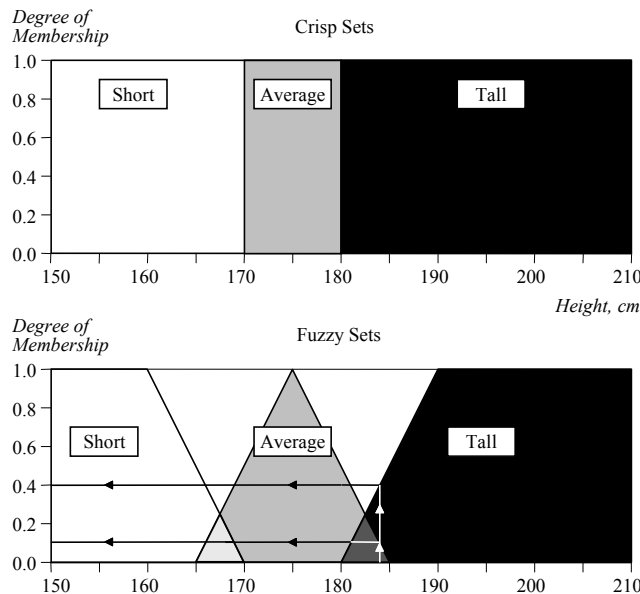 Degree of
Membership
Crisp Sets
1.0
Short
Average
Tall
0.8
0.6
0.4
0.2
0.0
150 160 170 180 190 200 210
Height, cm
Degree of
Membership
Fuzzy Sets
1.0
0.8
Short
Average
Tall
0.6
0.4
0.2
0.0
150 160 170 180 190 200 210